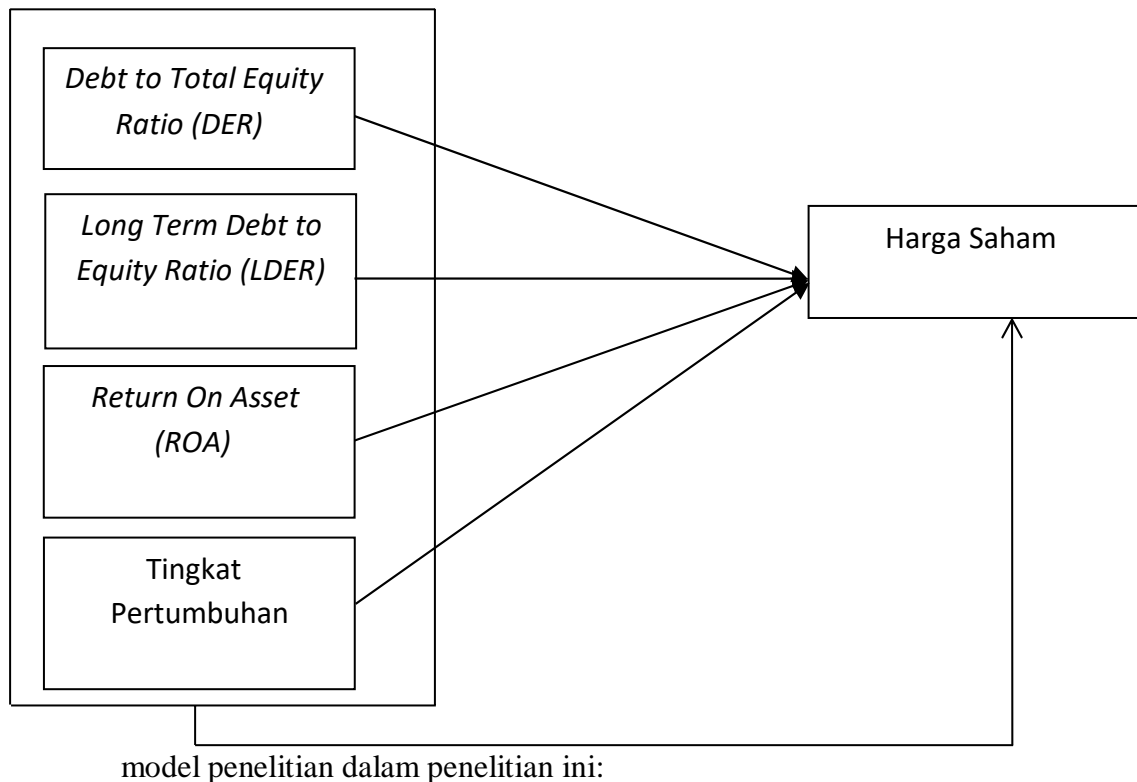 Debt to Total Equity
Ratio (DER)
Long Term Debt to
Equity Ratio (LDER)
Return On Asset
(ROA)
Tingkat
Pertumbuhan
Harga Saham
model penelitian dalam penelitian ini: